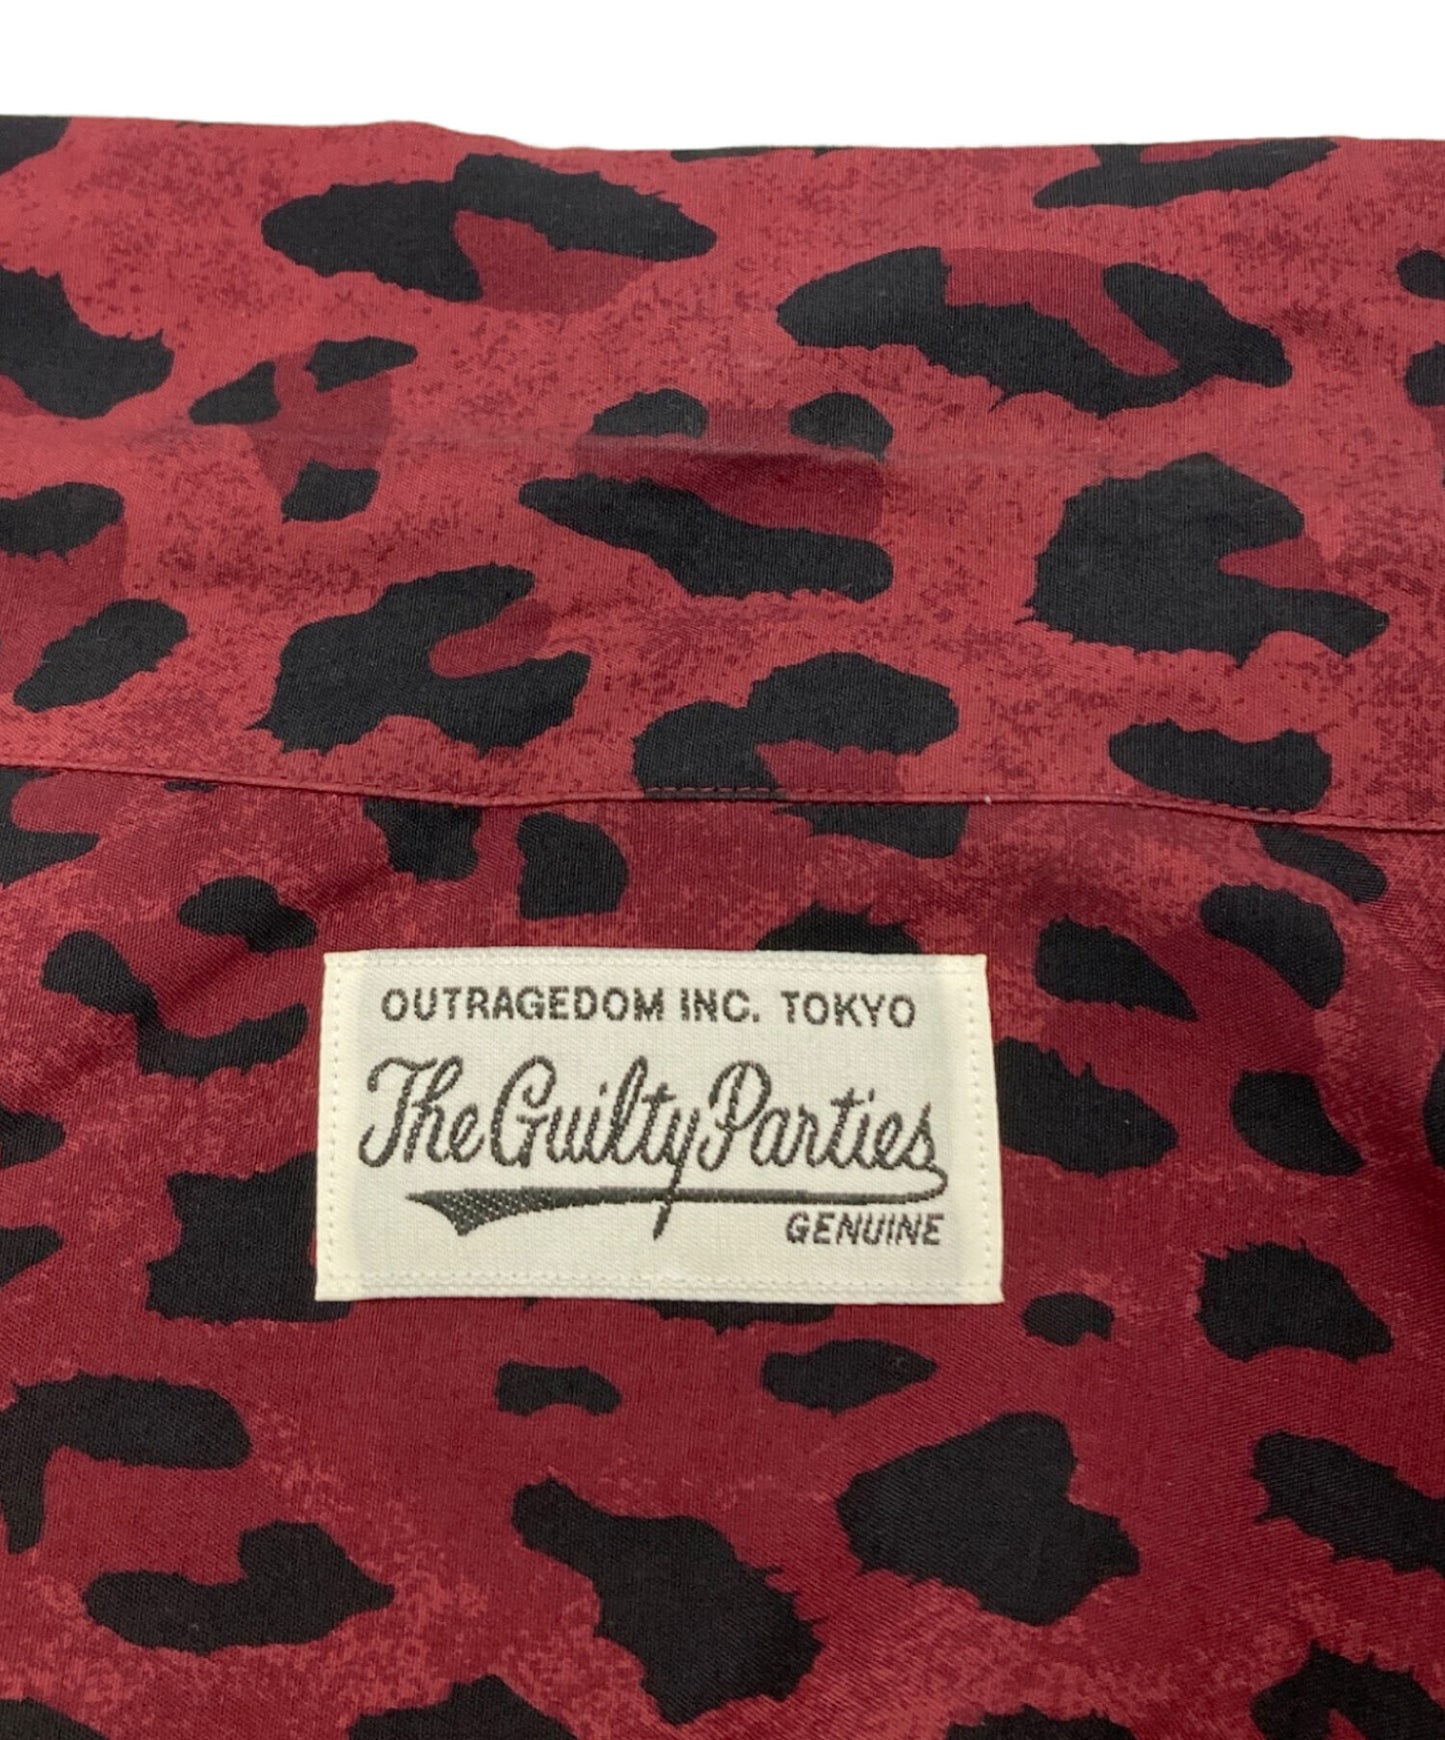 OUTRAGEDOM INC. TOKYO
The Guilty Parties
GENUINE